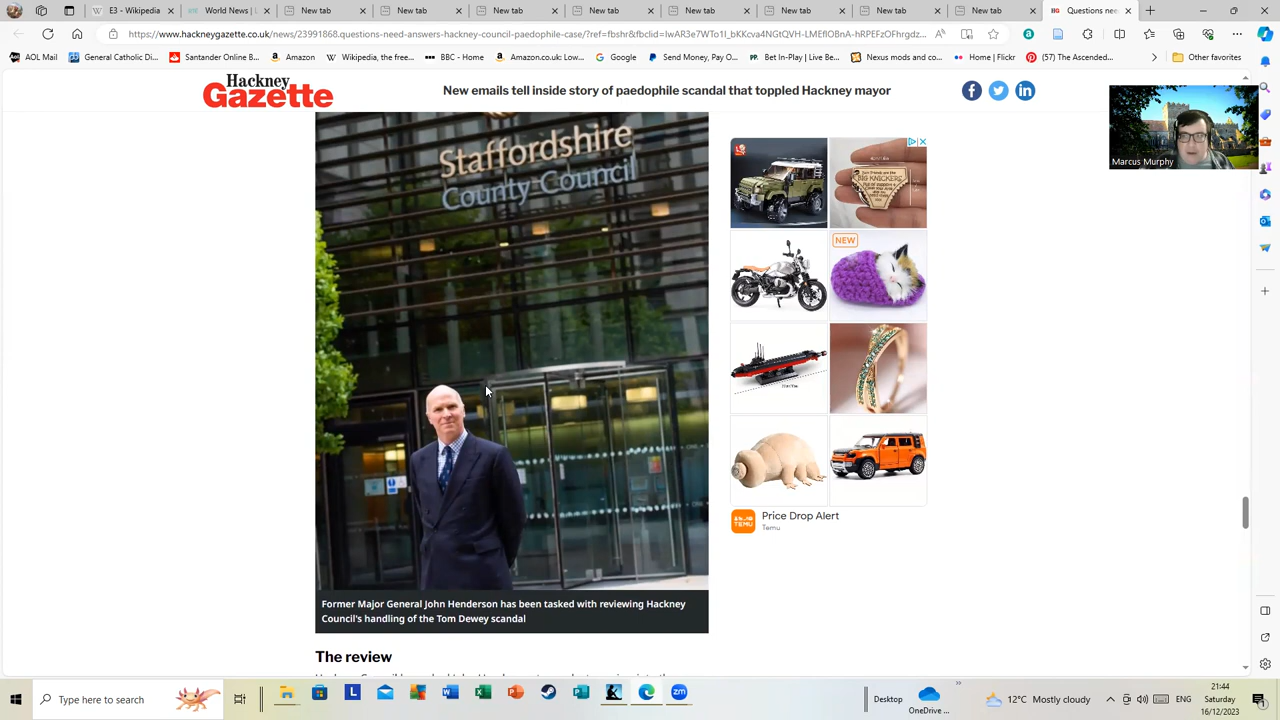 E3 - Wikipedia
World News | L
New tab
New tab
New tab
New tab
New tab
New tab
New tab
New tab
Questions nee
https://www.hackneygazette.co.uk/news/23991868.questions-need-answers-hackney-council-paedophile-case/?ref=fbshr&fbclid=
AOL Mail
General Catholic Di...
Santander Online B...
Amazon
Wikipedia, the free...
BBC - Home
Amazon.co.uk: Low...
Google
Send Money, Pay O...
Bet In-Play | Live Be...
Nexus mods and co...
Home | Flickr
(57) The Ascended...
Other favorites
Hackney
Gazette
New emails tell inside story of paedophile scandal that toppled Hackney mayor
Marcus Murphy
Staffordshire
County Council
BIG KNICKERS
NEW
Former Major General John Henderson has been tasked with reviewing Hackney
Council's handling of the Tom Dewey scandal
TEMU
Price Drop Alert
Temu
The review
Type here to search
Desktop
OneDrive ...
12°C Mostly cloudy
ENG
21:44
Saturday
16/12/2023